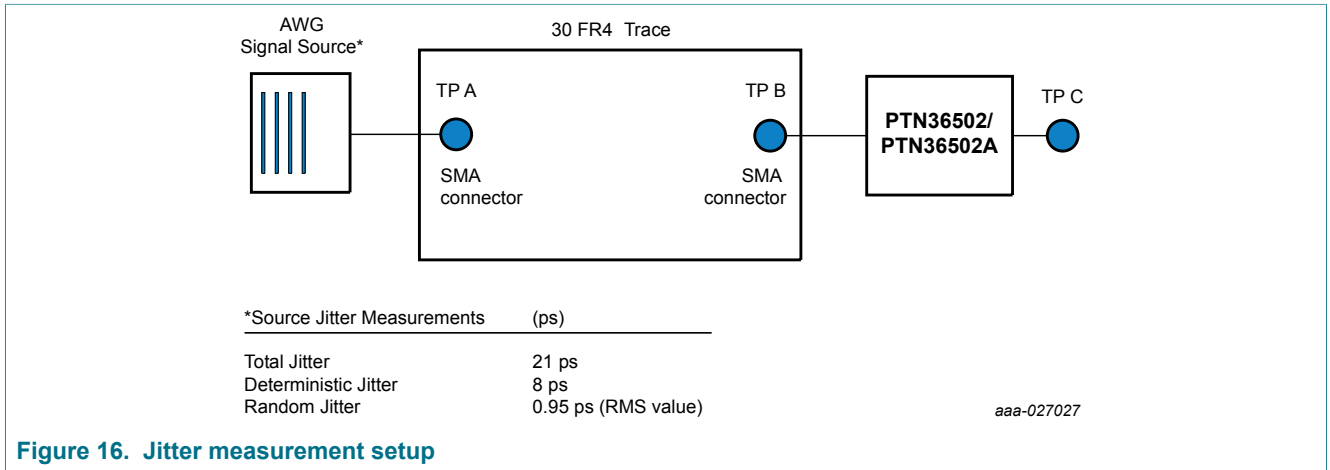 AWG
Signal Source*
30 FR4 Trace
TP A
TP B
TP C
SMA
connector
SMA
connector
PTN36502/
PTN36502A
*Source Jitter Measurements (ps)
Total Jitter 21 ps
Deterministic Jitter 8 ps
Random Jitter 0.95 ps (RMS value)
aaa-027027
Figure 16. Jitter measurement setup